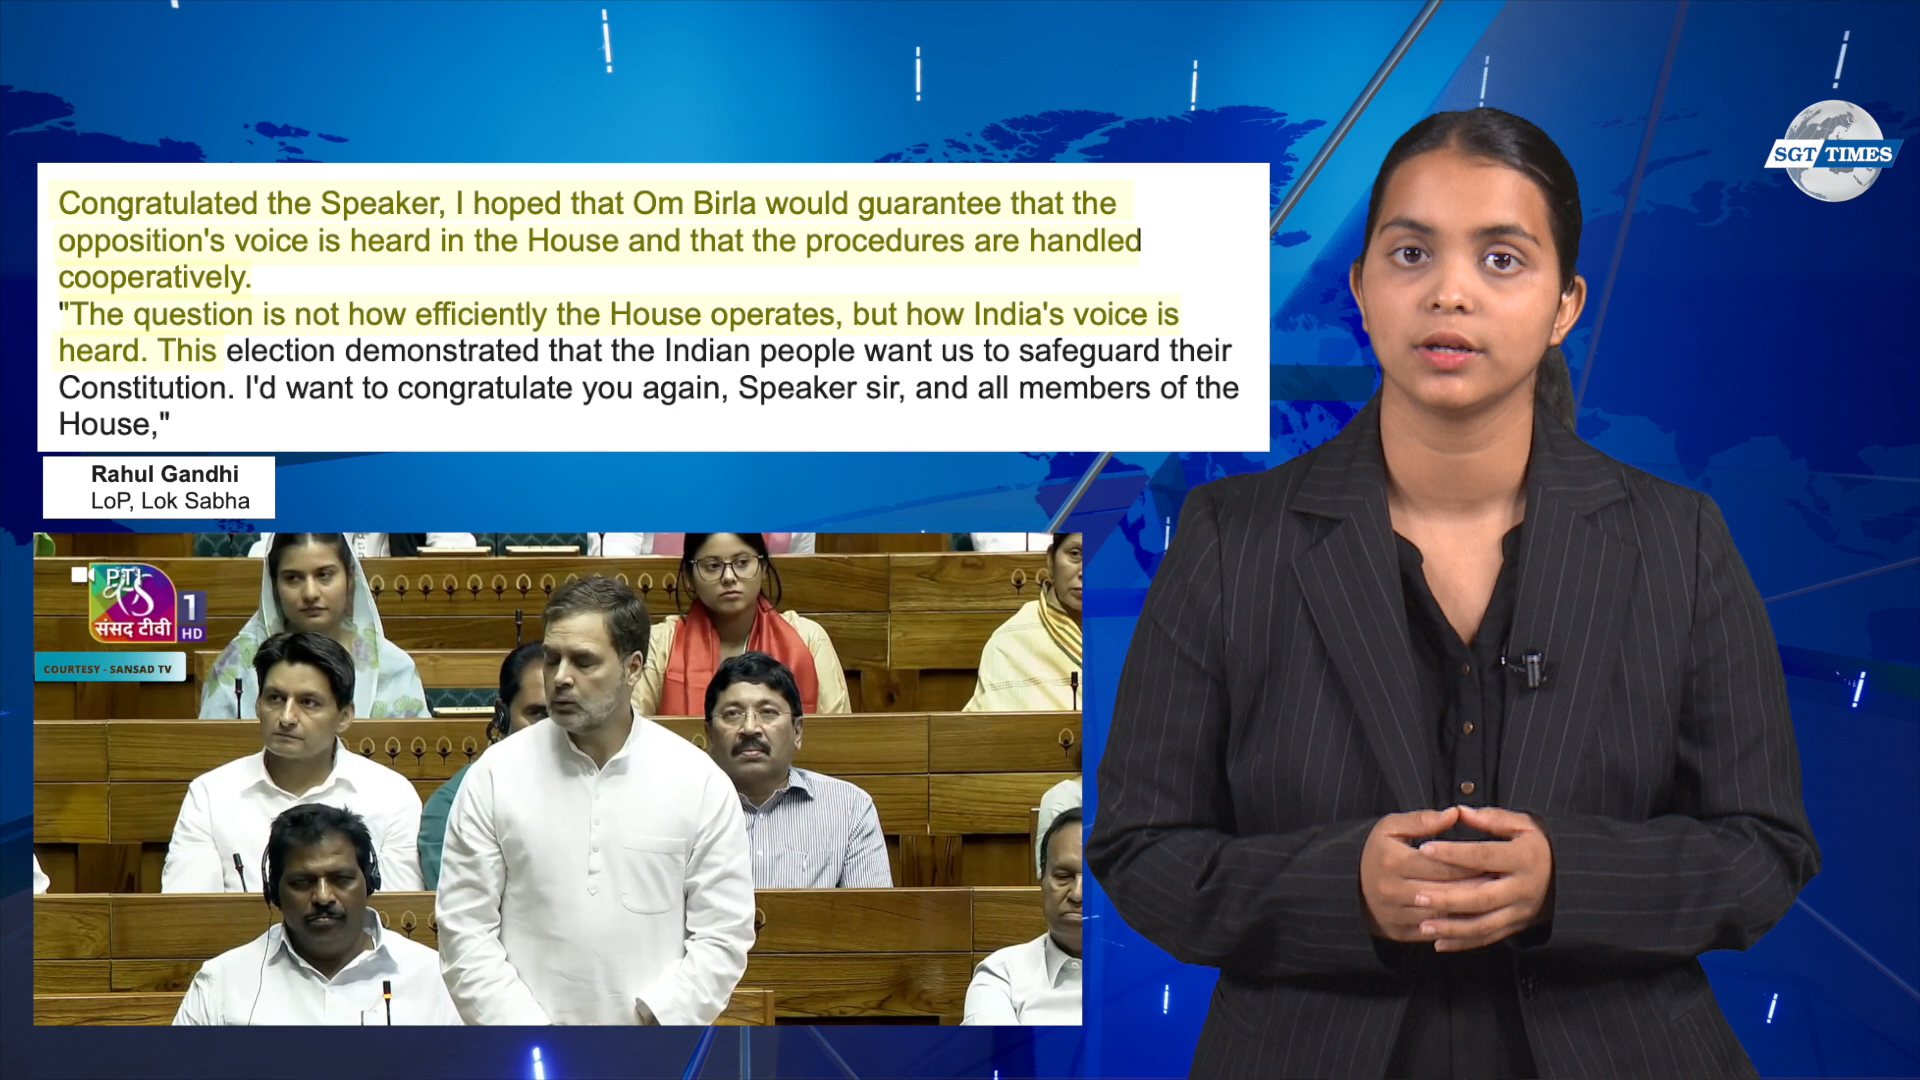 SGT TIMES
Congratulated the Speaker, I hoped that Om Birla would guarantee that the
opposition's voice is heard in the House and that the procedures are handled
cooperatively.
"The question is not how efficiently the House operates, but how India's voice is
heard. This election demonstrated that the Indian people want us to safeguard their
Constitution. I'd want to congratulate you again, Speaker sir, and all members of the
House,"
Rahul Gandhi
LoP, Lok Sabha
PTI
संसद टीवी
1
HD
COURTESY - SANSAD TV